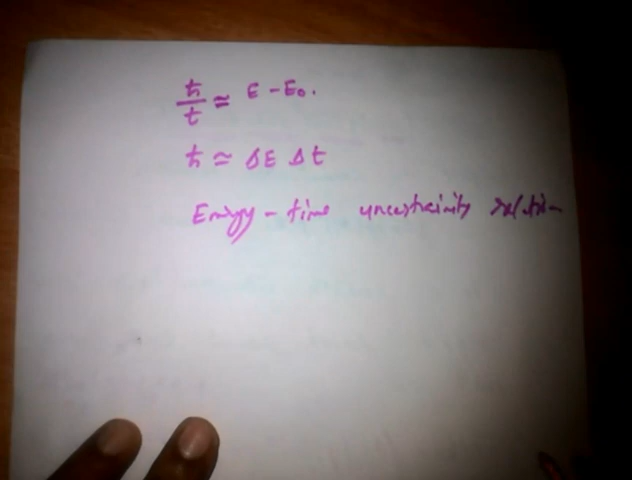 ħ/t ≃ E - E₀.
ħ ≃ ΔE Δt
Energy - time uncertainity relation